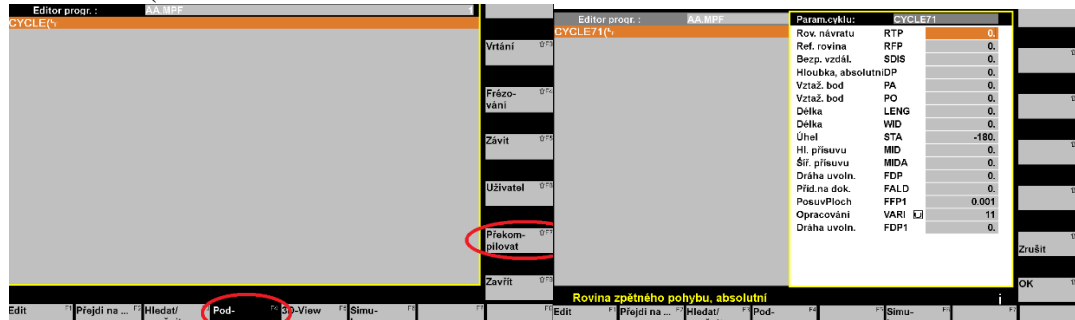 Editor progr. : AA.MPF 1
CYCLE(
Vrtání
Frézo-
vání
Závit
Uživatel
Překom-
pilovat
Zavřít
Edit Přejdi na ... Hledat/ Pod- 3D-View Simu-
Editor progr. : AA.MPF
CYCLE71(
Param.cyklu: CYCLE71
Rov. návratu RTP 0.
Ref. rovina RFP 0.
Bezp. vzdál. SDIS 0.
Hloubka, absolutní DP 0.
Vztaž. bod PA 0.
Vztaž. bod PO 0.
Délka LENG 0.
Délka WID 0.
Úhel STA -180.
Hl. přísuvu MID 0.
Šíř. přísuvu MIDA 0.
Dráha uvoln. FDP 0.
Příd.na dok. FALD 0.
PosuvPloch FFP1 0.001
Opracování VARI 11
Dráha uvoln. FDP1 0.
Zrušit
OK
Rovina zpětného pohybu, absolutní i
Edit Přejdi na ... Hledat/ Pod- Simu-